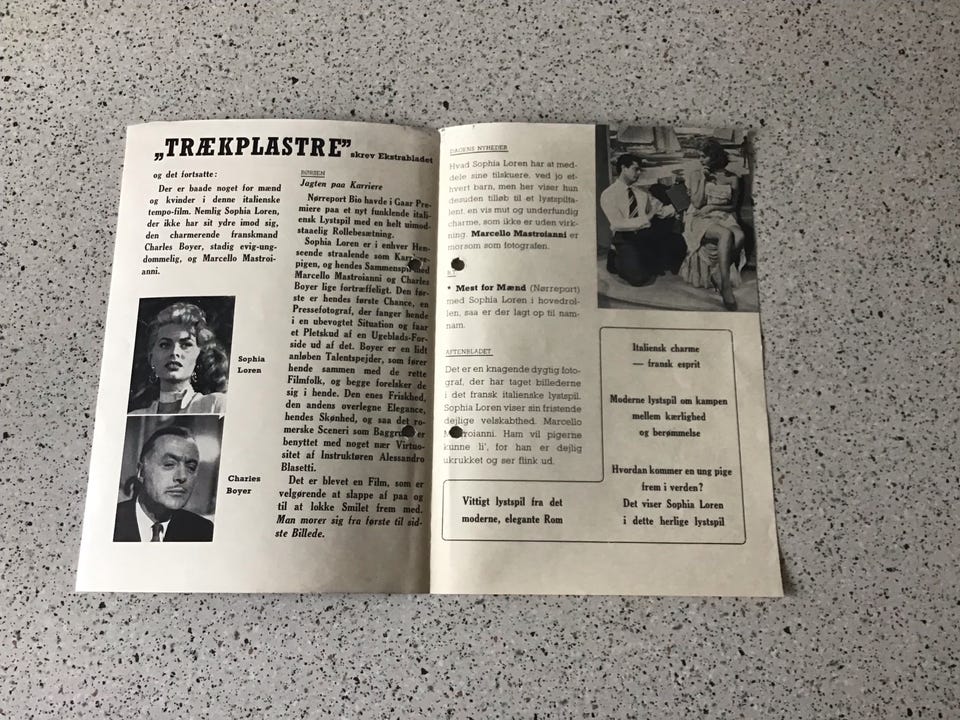 „TRÆKPLASTRE” skrev Ekstrabladet
og det fortsatte:
Der er baade noget for mænd
og kvinder i denne italienske
tempo-film. Nemlig Sophia Loren,
der ikke har sit ydre imod sig,
den charmerende franskmand
Charles Boyer, stadig evig-ung-
dommelig, og Marcello Mastroi-
anni.
Sophia
Loren
Charles
Boyer
BØRSEN
Jagten paa Karriere
Nørreport Bio havde i Gaar Pre-
miere paa et nyt funklende itali-
ensk Lystspil med en helt uimod-
staaelig Rollebesætning.
Sophia Loren er i enhver Hen-
seende straalende som Karriere-
pigen, og hendes Sammenspil med
Marcello Mastroianni og Charles
Boyer lige fortræffeligt. Den før-
ste er hendes første Chance, en
Pressefotograf, der fanger hende
i en ubevogtet Situation og faar
et Pletskud af en Ugeblads-For-
side ud af det. Boyer er en lidt
anløben Talentspejder, som fører
hende sammen med de rette
Filmfolk, og begge forelsker de
sig i hende. Den enes Friskhed,
den andens overlegne Elegance,
hendes Skønhed, og saa det ro-
merske Sceneri som Baggrund er
benyttet med noget nær Virtuo-
sitet af Instruktøren Alessandro
Blasetti.
Det er blevet en Film, som er
velgørende at slappe af paa og
til at lokke Smilet frem med.
Man morer sig fra første til sid-
ste Billede.
DAGENS NYHEDER
Hvad Sophia Loren har at med-
dele sine tilskuere, ved jo et-
hvert barn, men her viser hun
desuden tilløb til et lystspilta-
lent, en vis mut og underfundig
charme, som ikke er uden virk-
ning. Marcello Mastroianni er
morsom som fotografen.
B.T.
* Mest for Mænd (Nørreport)
med Sophia Loren i hovedrol-
len, saa er der lagt op til nam-
nam.
AFTENBLADET
Det er en knagende dygtig foto-
graf, der har taget billederne
i det fransk italienske lystspil.
Sophia Loren viser sin fristende
dejlige velskabthed. Marcello
Mastroianni. Ham vil pigerne
kunne li', for han er dejlig
ukrukket og ser flink ud.
Vittigt lystspil fra det
moderne, elegante Rom
Italiensk charme
— fransk esprit
Moderne lystspil om kampen
mellem kærlighed
og berømmelse
Hvordan kommer en ung pige
frem i verden?
Det viser Sophia Loren
i dette herlige lystspil